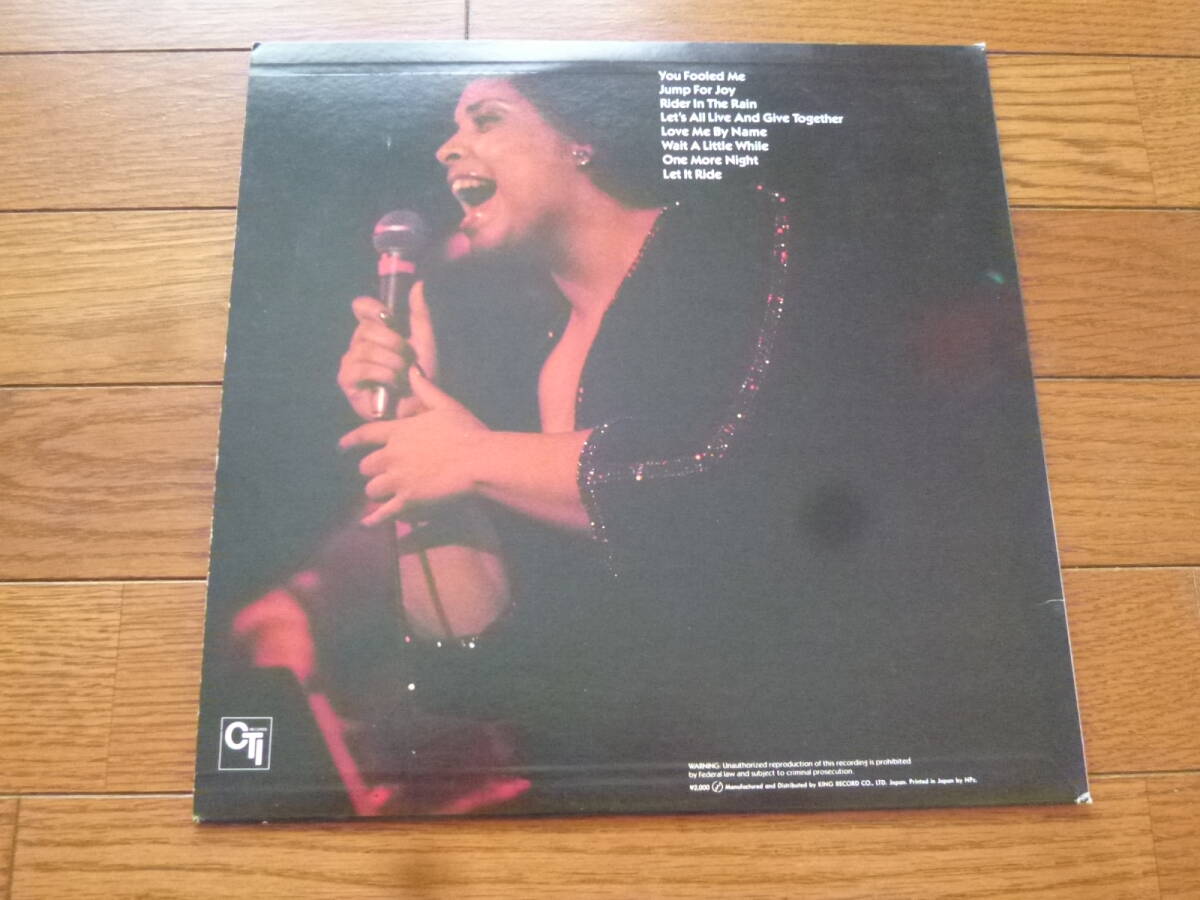 You Fooled Me
Jump For Joy
Rider In The Rain
Let's All Live And Give Together
Love Me By Name
Wait A Little While
One More Night
Let It Ride
CTI
RECORDS
WARNING: Unauthorized reproduction of this recording is prohibited
by Federal law and subject to criminal prosecution.
¥2,000 Manufactured and Distributed by KING RECORD CO., LTD. Japan. Printed in Japan by HPs.